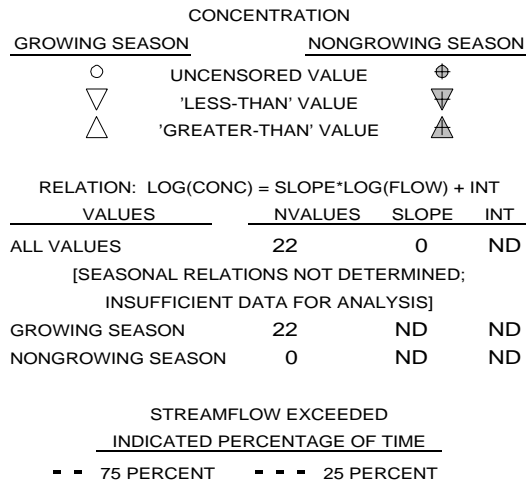 CONCENTRATION
GROWING SEASON NONGROWING SEASON
UNCENSORED VALUE
'LESS-THAN' VALUE
'GREATER-THAN' VALUE
RELATION: LOG(CONC) = SLOPE*LOG(FLOW) + INT
VALUES NVALUES SLOPE INT
ALL VALUES 22 0 ND
[SEASONAL RELATIONS NOT DETERMINED;
INSUFFICIENT DATA FOR ANALYSIS]
GROWING SEASON 22 ND ND
NONGROWING SEASON 0 ND ND
STREAMFLOW EXCEEDED
INDICATED PERCENTAGE OF TIME
75 PERCENT 25 PERCENT